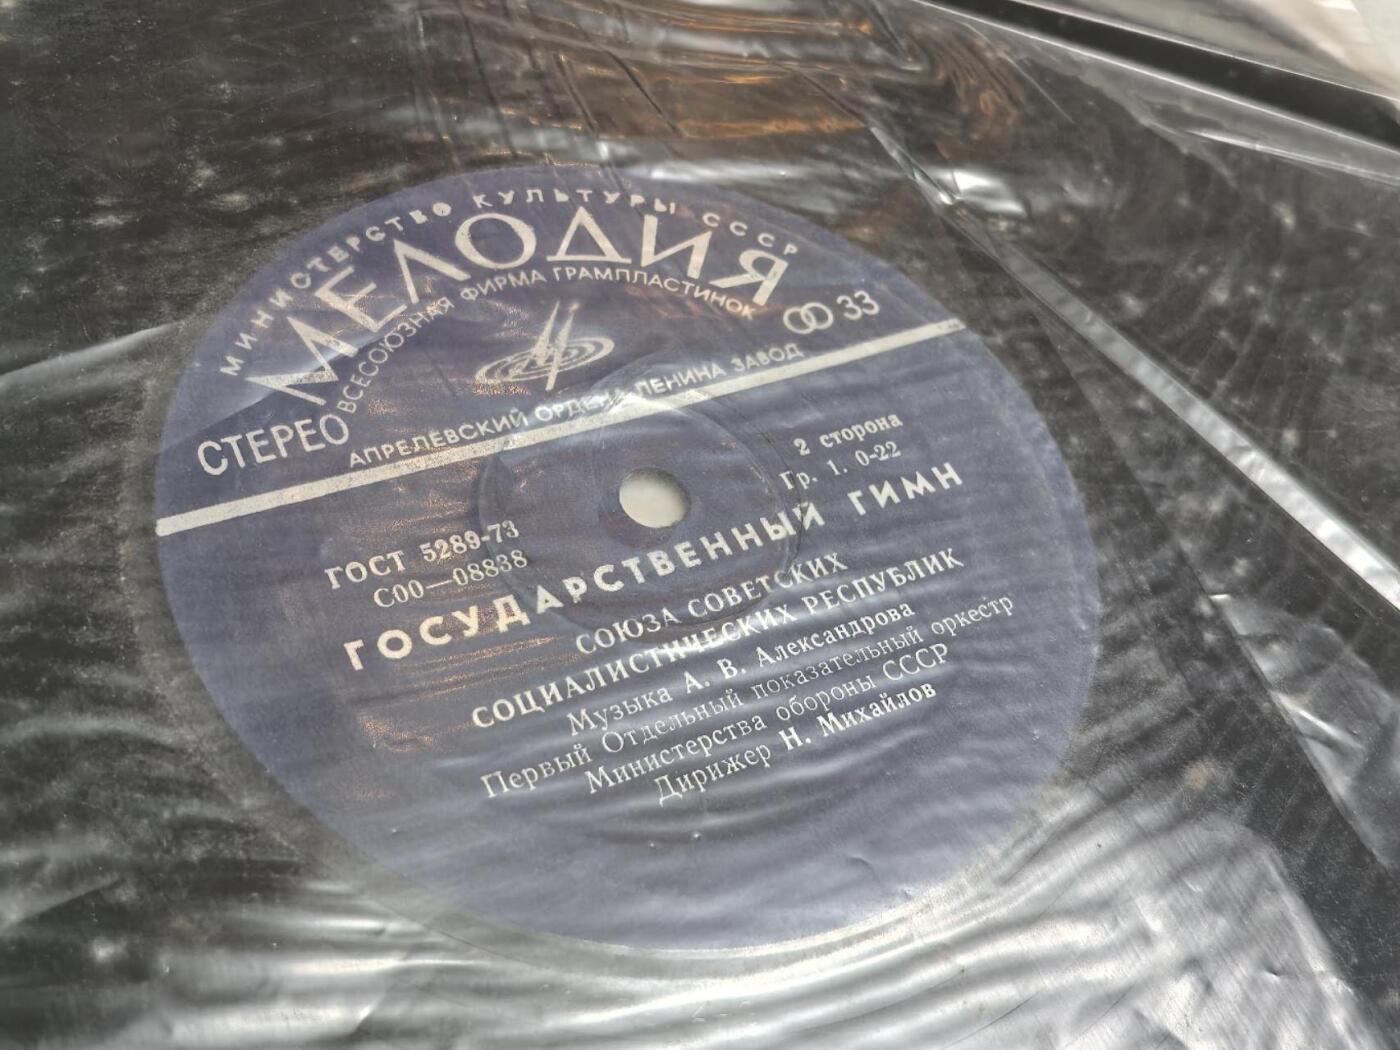 МИНИСТЕРСТВО КУЛЬТУРЫ СССР
МЕЛОДИЯ
ВСЕСОЮЗНАЯ ФИРМА ГРАМПЛАСТИНОК
СТЕРЕО
33
АПРЕЛЕВСКИЙ ОРДЕНА ЛЕНИНА ЗАВОД
2 сторона
Гр. 1. 0-22
ГОСТ 5289-73
С00—08838
ГОСУДАРСТВЕННЫЙ ГИМН
СОЮЗА СОВЕТСКИХ
СОЦИАЛИСТИЧЕСКИХ РЕСПУБЛИК
Музыка А. В. Александрова
Первый Отдельный показательный оркестр
Министерства обороны СССР
Дирижер Н. Михайлов